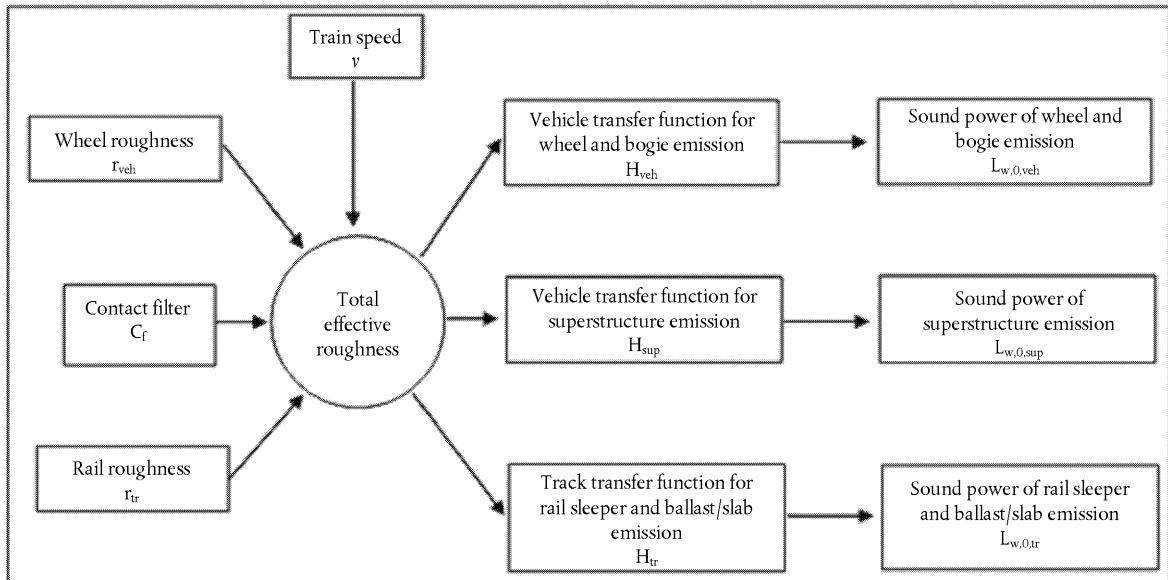 Train speed
v
Wheel roughness
r_veh
Contact filter
C_f
Rail roughness
r_tr
Total
effective
roughness
Vehicle transfer function for
wheel and bogie emission
H_veh
Vehicle transfer function for
superstructure emission
H_sup
Track transfer function for
rail sleeper and ballast/slab
emission
H_tr
Sound power of wheel and
bogie emission
L_w,0,veh
Sound power of
superstructure emission
L_w,0,sup
Sound power of rail sleeper
and ballast/slab emission
L_w,0,tr